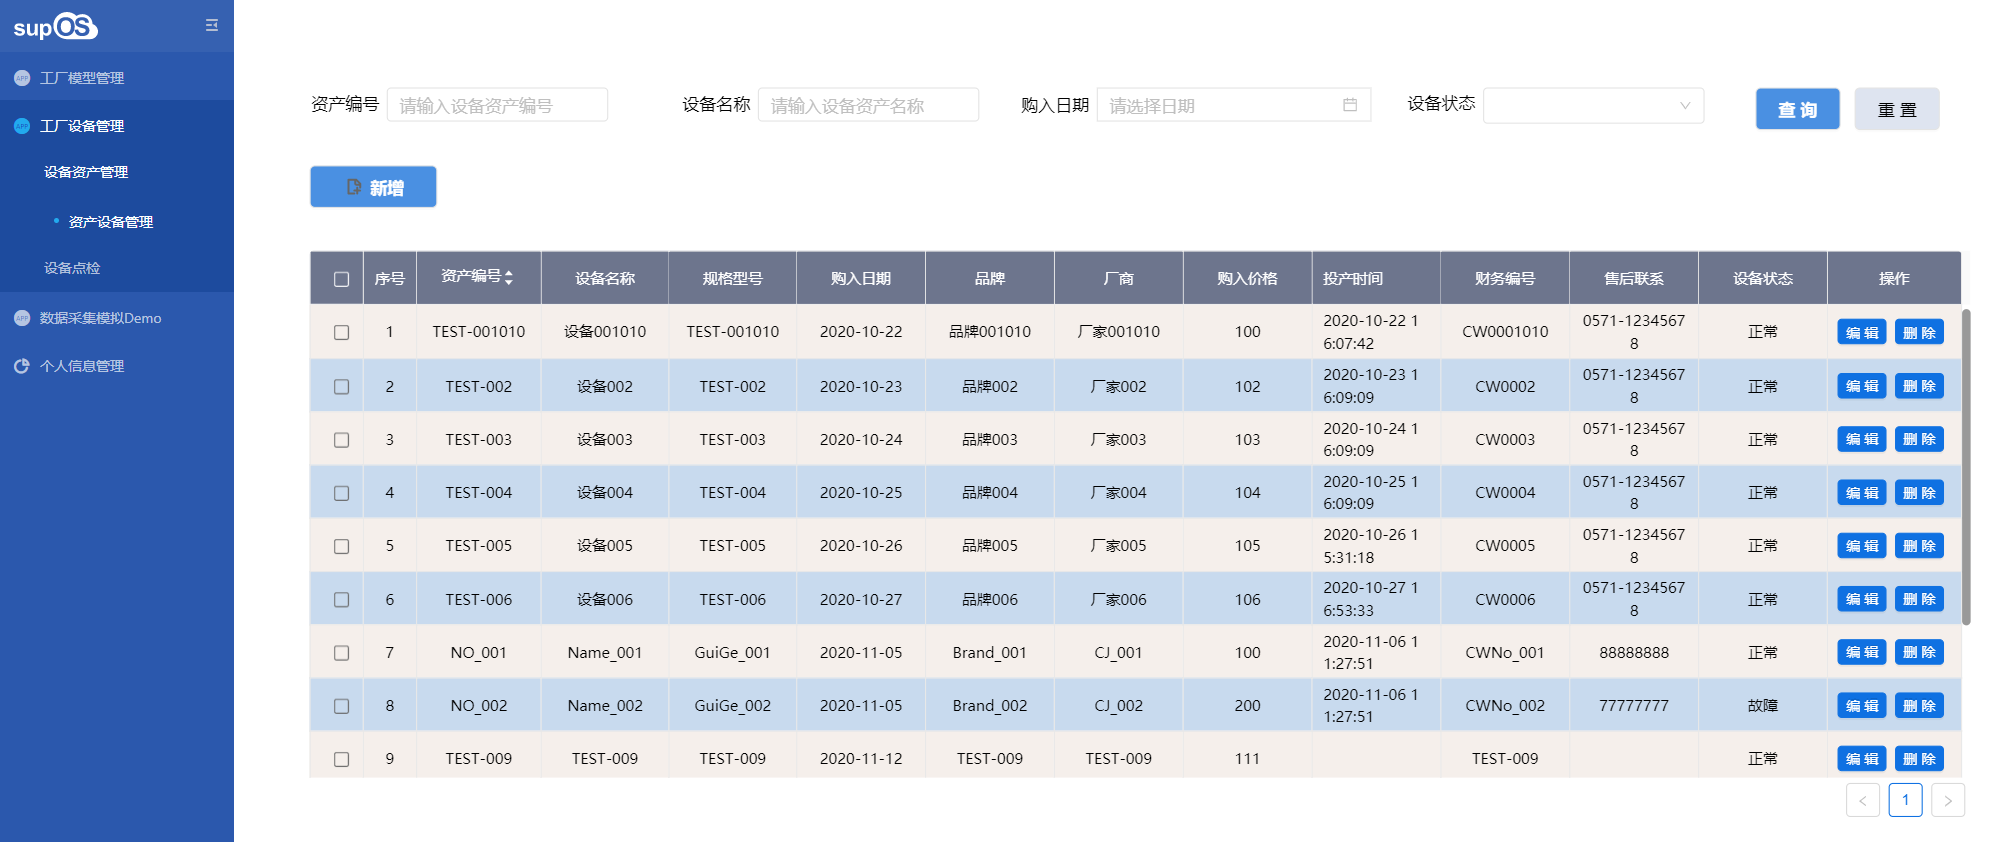 supOS
工厂模型管理
工厂设备管理
设备资产管理
资产设备管理
设备点检
数据采集模拟Demo
个人信息管理
资产编号 请输入设备资产编号 设备名称 请输入设备资产名称 购入日期 请选择日期 设备状态 查询 重置
新增
序号 资产编号 设备名称 规格型号 购入日期 品牌 厂商 购入价格 投产时间 财务编号 售后联系 设备状态 操作
1 TEST-001010 设备001010 TEST-001010 2020-10-22 品牌001010 厂家001010 100 2020-10-22 16:07:42 CW0001010 0571-12345678 正常 编辑 删除
2 TEST-002 设备002 TEST-002 2020-10-23 品牌002 厂家002 102 2020-10-23 16:09:09 CW0002 0571-12345678 正常 编辑 删除
3 TEST-003 设备003 TEST-003 2020-10-24 品牌003 厂家003 103 2020-10-24 16:09:09 CW0003 0571-12345678 正常 编辑 删除
4 TEST-004 设备004 TEST-004 2020-10-25 品牌004 厂家004 104 2020-10-25 16:09:09 CW0004 0571-12345678 正常 编辑 删除
5 TEST-005 设备005 TEST-005 2020-10-26 品牌005 厂家005 105 2020-10-26 15:31:18 CW0005 0571-12345678 正常 编辑 删除
6 TEST-006 设备006 TEST-006 2020-10-27 品牌006 厂家006 106 2020-10-27 16:53:33 CW0006 0571-12345678 正常 编辑 删除
7 NO_001 Name_001 GuiGe_001 2020-11-05 Brand_001 CJ_001 100 2020-11-06 11:27:51 CWNo_001 88888888 正常 编辑 删除
8 NO_002 Name_002 GuiGe_002 2020-11-05 Brand_002 CJ_002 200 2020-11-06 11:27:51 CWNo_002 77777777 故障 编辑 删除
9 TEST-009 TEST-009 TEST-009 2020-11-12 TEST-009 TEST-009 111 TEST-009 正常 编辑 删除
< 1 >